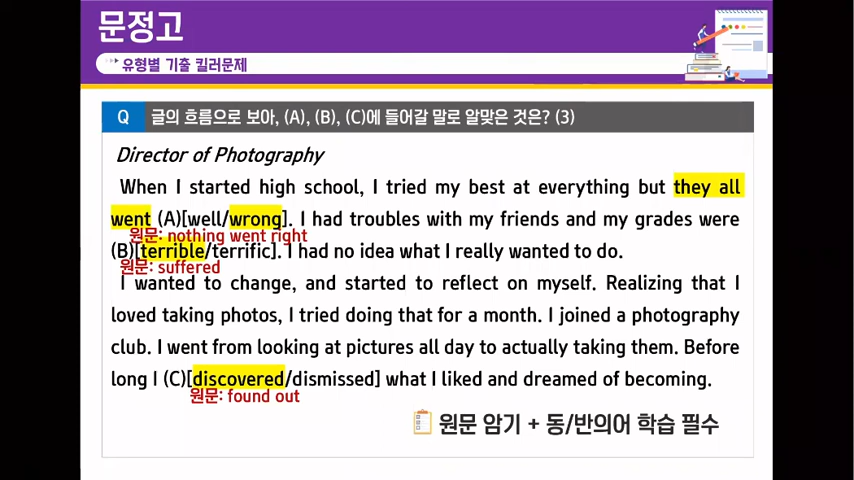 문정고
유형별 기출 킬러문제
Q 글의 흐름으로 보아, (A), (B), (C)에 들어갈 말로 알맞은 것은? (3)
Director of Photography
When I started high school, I tried my best at everything but they all
went (A)[well/wrong]. I had troubles with my friends and my grades were
원문: nothing went right
(B)[terrible/terrific]. I had no idea what I really wanted to do.
원문: suffered
I wanted to change, and started to reflect on myself. Realizing that I
loved taking photos, I tried doing that for a month. I joined a photography
club. I went from looking at pictures all day to actually taking them. Before
long I (C)[discovered/dismissed] what I liked and dreamed of becoming.
원문: found out
원문 암기 + 동/반의어 학습 필수